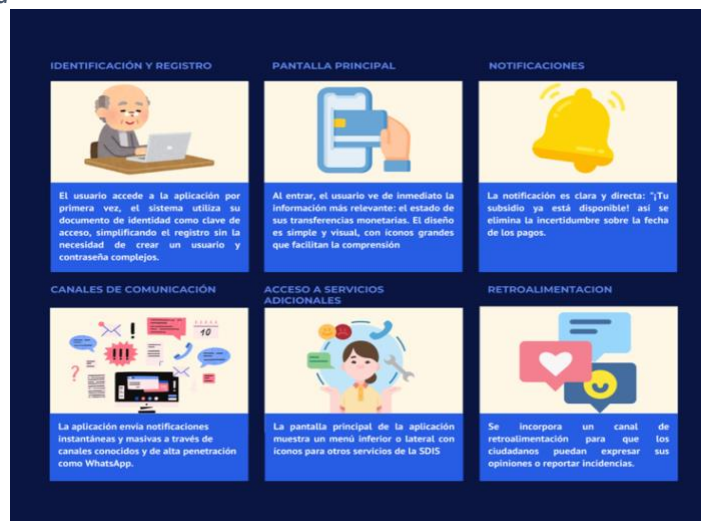 IDENTIFICACIÓN Y REGISTRO
El usuario accede a la aplicación por
primera vez, el sistema utiliza su
documento de identidad como clave de
acceso, simplificando el registro sin la
necesidad de crear un usuario y
contraseña complejos.
PANTALLA PRINCIPAL
Al entrar, el usuario ve de inmediato la
información más relevante: el estado de
sus transferencias monetarias. El diseño
es simple y visual, con íconos grandes
que facilitan la comprensión
NOTIFICACIONES
La notificación es clara y directa: "¡Tu
subsidio ya está disponible! así se
elimina la incertidumbre sobre la fecha
de los pagos.
CANALES DE COMUNICACIÓN
10
La aplicación envía notificaciones
instantáneas y masivas a través de
canales conocidos y de alta penetración
como WhatsApp.
ACCESO A SERVICIOS
ADICIONALES
La pantalla principal de la aplicación
muestra un menú inferior o lateral con
íconos para otros servicios de la SDIS
RETROALIMENTACION
Se incorpora un canal de
retroalimentación para que los
ciudadanos puedan expresar sus
opiniones o reportar incidencias.